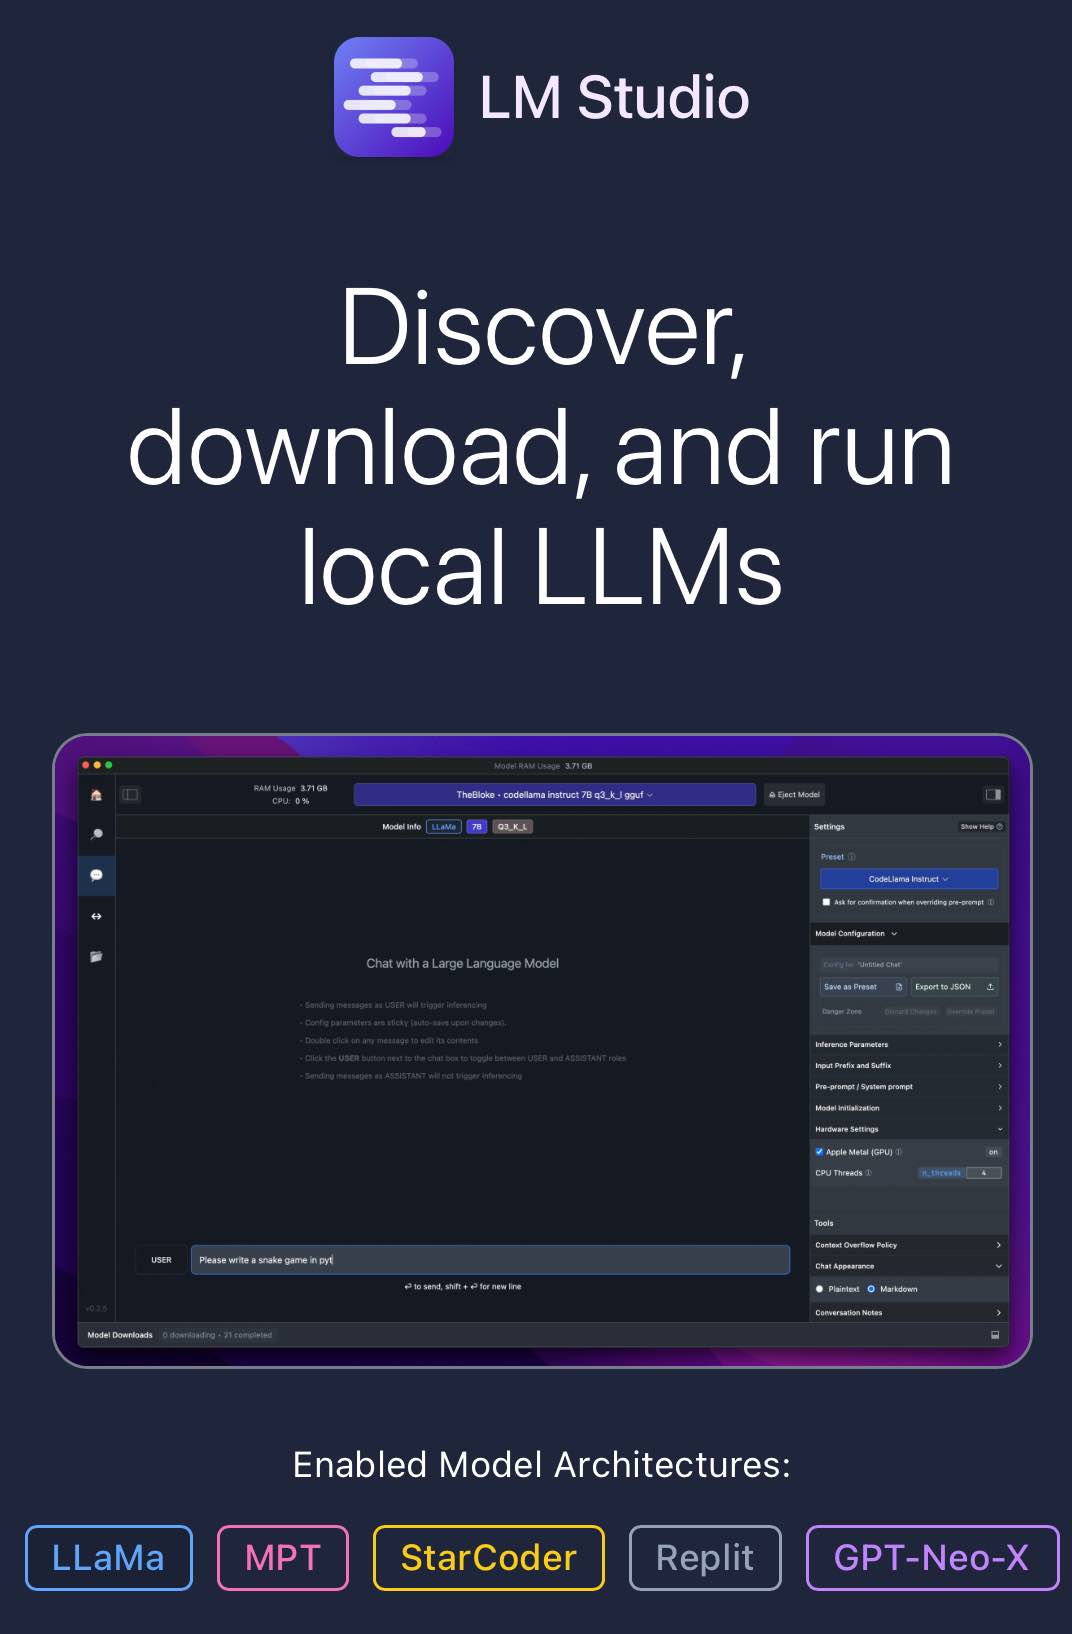 LM Studio
Discover,
download, and run
local LLMs
Model RAM Usage 3.71 GB
RAM Usage 3.71 GB
CPU: 0 %
TheBloke • codellama instruct 7B q3_k_l gguf
Eject Model
Model Info LLaMa 7B Q3_K_L
Settings
Show Help
Preset
CodeLlama Instruct
Ask for confirmation when overriding pre-prompt
Model Configuration
Config for "Untitled Chat"
Save as Preset
Export to JSON
Danger Zone Discard Changes Override Preset
Chat with a Large Language Model
• Sending messages as USER will trigger inferencing
• Config parameters are sticky (auto-save upon changes).
• Double click on any message to edit its contents
• Click the USER button next to the chat box to toggle between USER and ASSISTANT roles
• Sending messages as ASSISTANT will not trigger inferencing
Inference Parameters
Input Prefix and Suffix
Pre-prompt / System prompt
Model Initialization
Hardware Settings
Apple Metal (GPU) on
CPU Threads n_threads 4
Tools
Context Overflow Policy
Chat Appearance
Plaintext Markdown
Conversation Notes
USER
Please write a snake game in pyt
⏎ to send, shift + ⏎ for new line
v0.2.5
Model Downloads 0 downloading • 21 completed
Enabled Model Architectures:
LLaMa MPT StarCoder Replit GPT-Neo-X